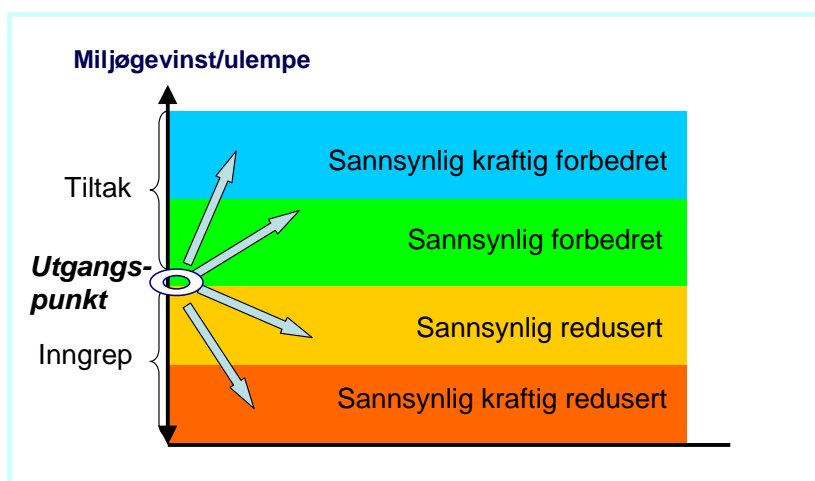 Miljøgevinst/ulempe
Sannsynlig kraftig forbedret
Tiltak
Sannsynlig forbedret
Utgangs-
punkt
Sannsynlig redusert
Inngrep
Sannsynlig kraftig redusert